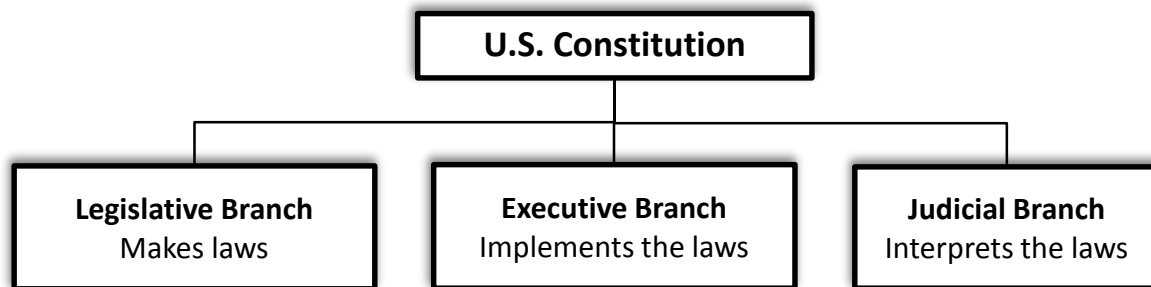 U.S. Constitution
Legislative Branch
Makes laws
Executive Branch
Implements the laws
Judicial Branch
Interprets the laws